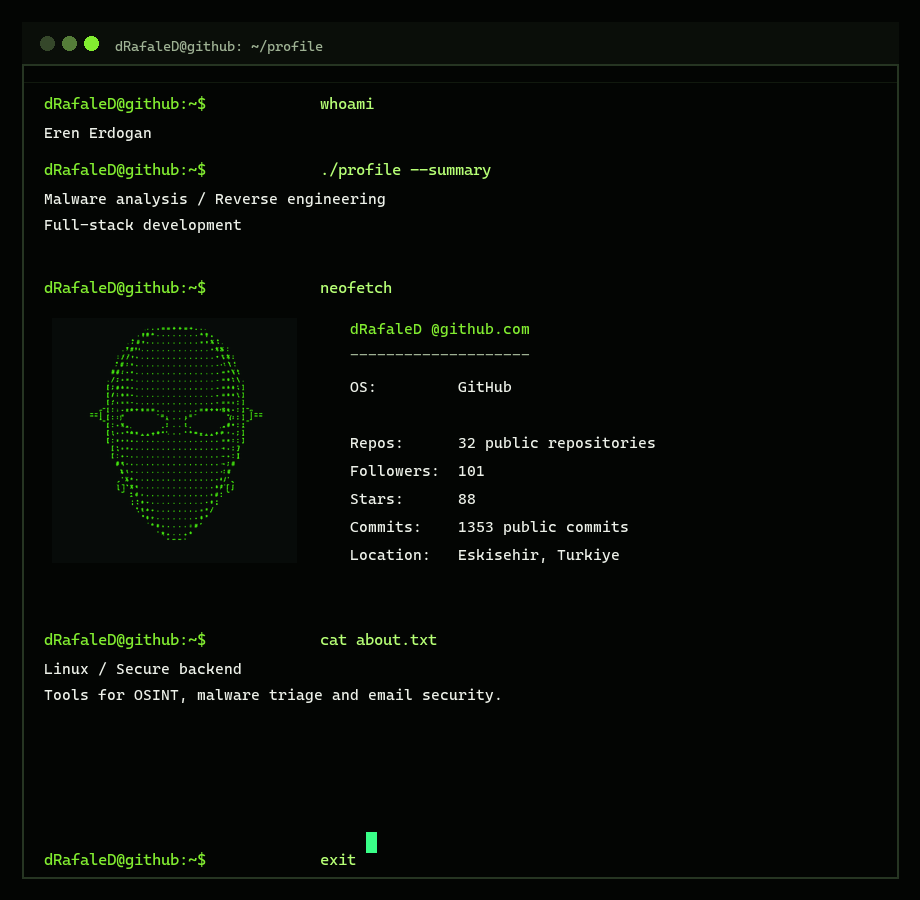 dRafaleD@github: ~/profile
dRafaleD@github:~$ whoami
Eren Erdogan
dRafaleD@github:~$ ./profile --summary
Malware analysis / Reverse engineering
Full-stack development
dRafaleD@github:~$ neofetch
dRafaleD @github.com
--------------------
OS: GitHub
Repos: 32 public repositories
Followers: 101
Stars: 88
Commits: 1353 public commits
Location: Eskisehir, Turkiye
dRafaleD@github:~$ cat about.txt
Linux / Secure backend
Tools for OSINT, malware triage and email security.
dRafaleD@github:~$ exit